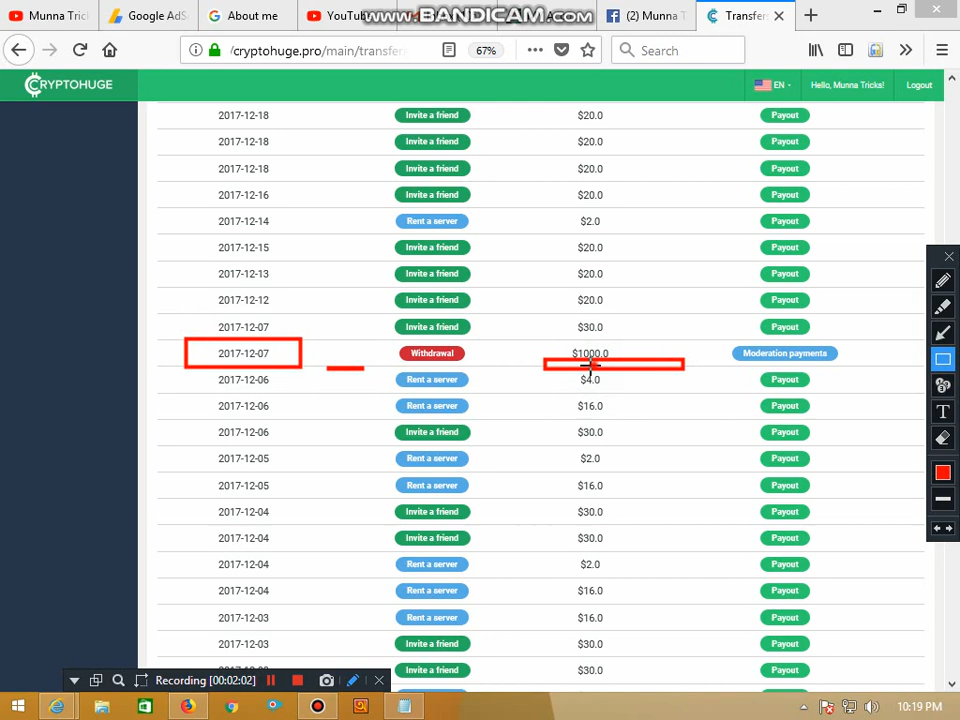 Munna Tric
Google AdS
About me
YouTu
www.BANDICAM.com
(2) Munna T
Transfer
/cryptohuge.pro/main/transfer
67%
Search
CRYPTOHUGE
EN
Hello, Munna Tricks!
Logout
2017-12-18 Invite a friend $20.0 Payout
2017-12-18 Invite a friend $20.0 Payout
2017-12-18 Invite a friend $20.0 Payout
2017-12-16 Invite a friend $20.0 Payout
2017-12-14 Rent a server $2.0 Payout
2017-12-15 Invite a friend $20.0 Payout
2017-12-13 Invite a friend $20.0 Payout
2017-12-12 Invite a friend $20.0 Payout
2017-12-07 Invite a friend $30.0 Payout
2017-12-07 Withdrawal $1000.0 Moderation payments
2017-12-06 Rent a server $4.0 Payout
2017-12-06 Rent a server $16.0 Payout
2017-12-06 Invite a friend $30.0 Payout
2017-12-05 Rent a server $2.0 Payout
2017-12-05 Rent a server $16.0 Payout
2017-12-04 Invite a friend $30.0 Payout
2017-12-04 Invite a friend $30.0 Payout
2017-12-04 Rent a server $2.0 Payout
2017-12-04 Rent a server $16.0 Payout
2017-12-03 Rent a server $16.0 Payout
2017-12-03 Invite a friend $30.0 Payout
Invite a friend $30.0 Payout
Recording [00:02:02]
T
10:19 PM